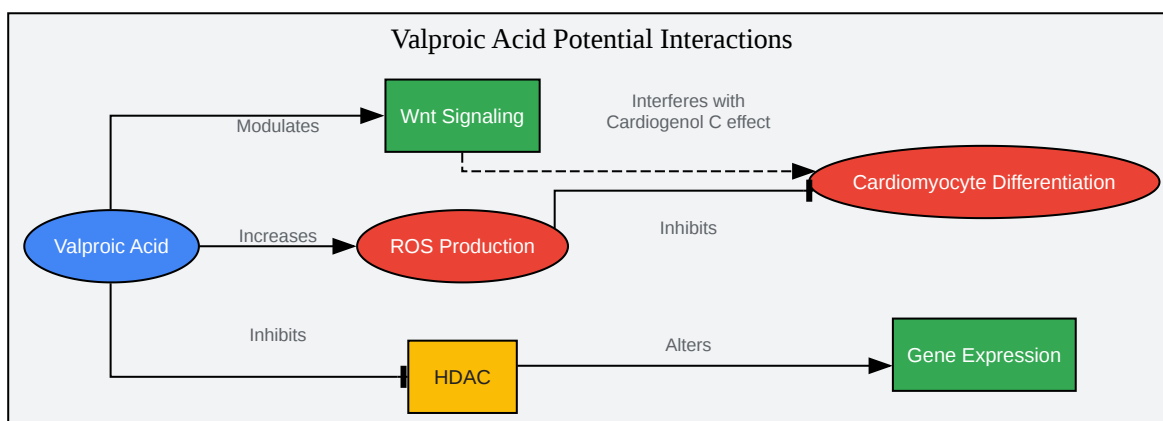 Valproic Acid Potential Interactions
Wnt Signaling
Interferes with
Cardiogenol C effect
Modulates
Cardiomyocyte Differentiation
Valproic Acid
Increases
ROS Production
Inhibits
Inhibits
HDAC
Alters
Gene Expression